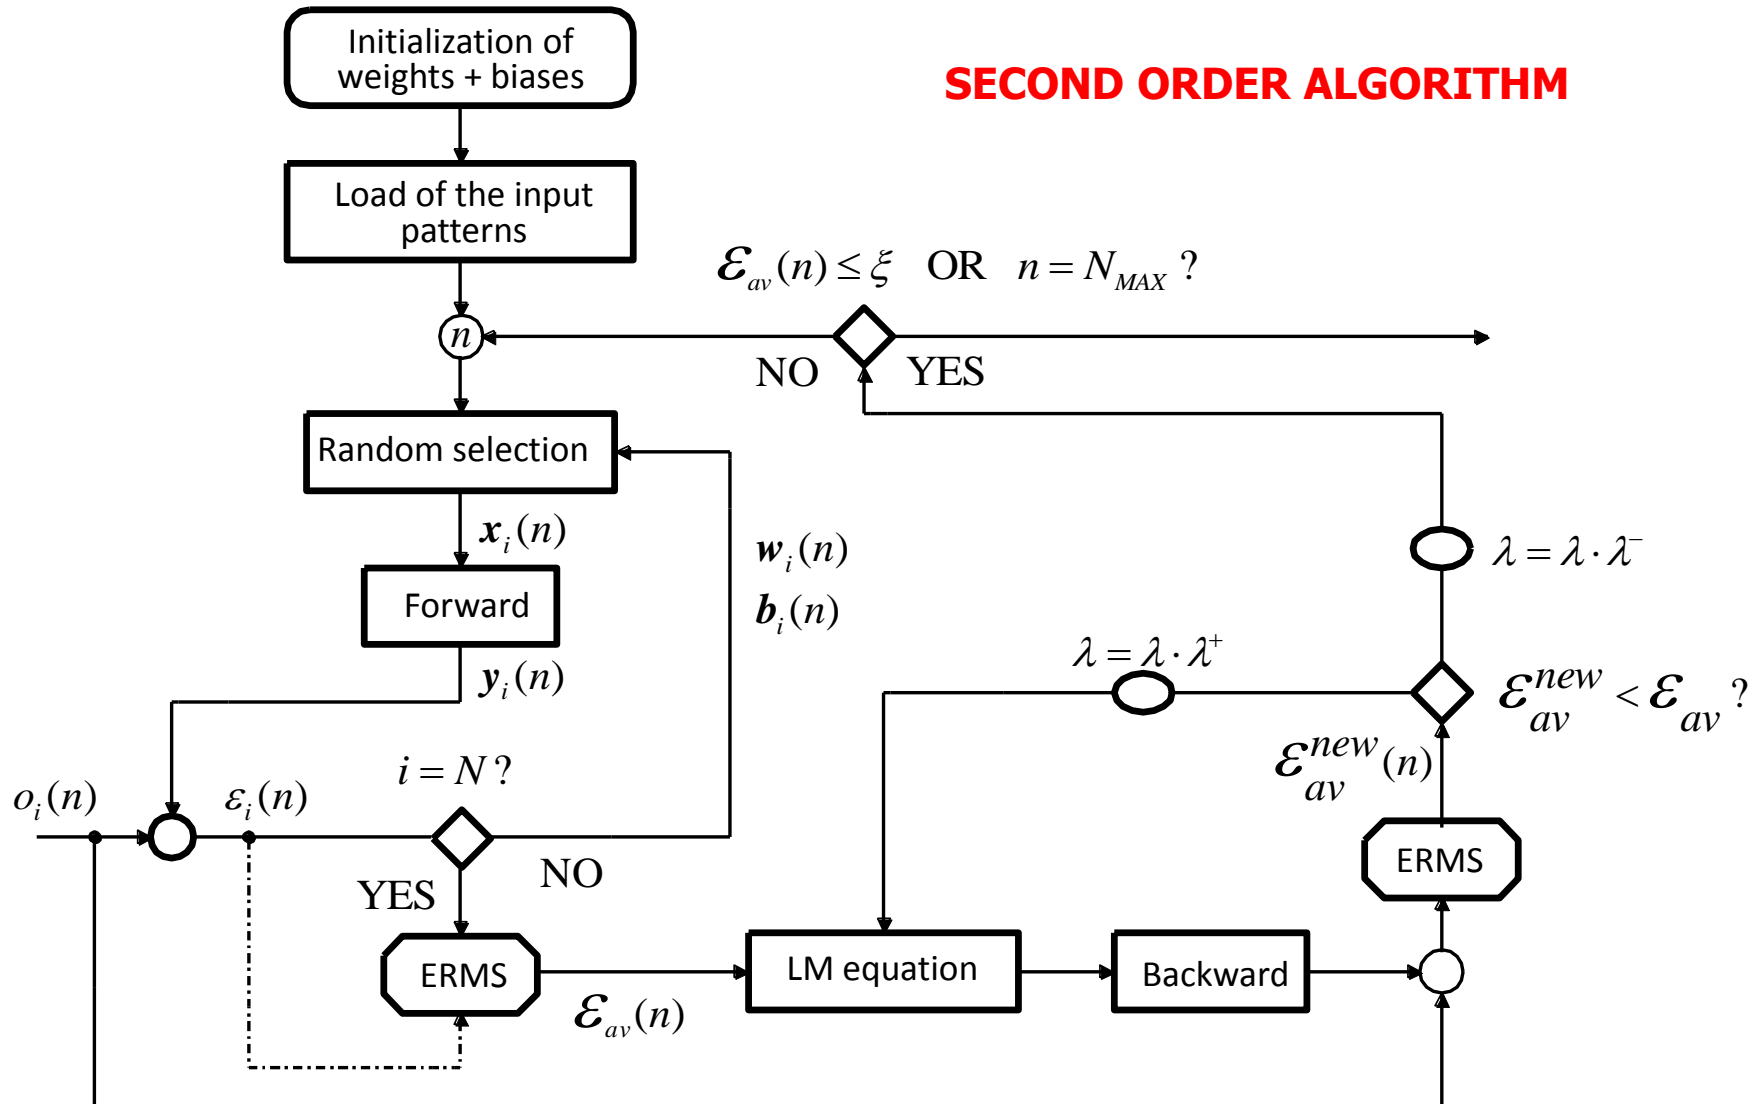 Initialization of
weights + biases
SECOND ORDER ALGORITHM
Load of the input
patterns
ℰ_av(n) ≤ ξ OR n = N_MAX ?
n
NO
YES
Random selection
x_i(n)
w_i(n)
b_i(n)
λ = λ · λ⁻
Forward
λ = λ · λ⁺
y_i(n)
ℰ_av^new < ℰ_av ?
ℰ_av^new(n)
i = N ?
o_i(n)
ε_i(n)
ERMS
YES
NO
ERMS
LM equation
Backward
ℰ_av(n)